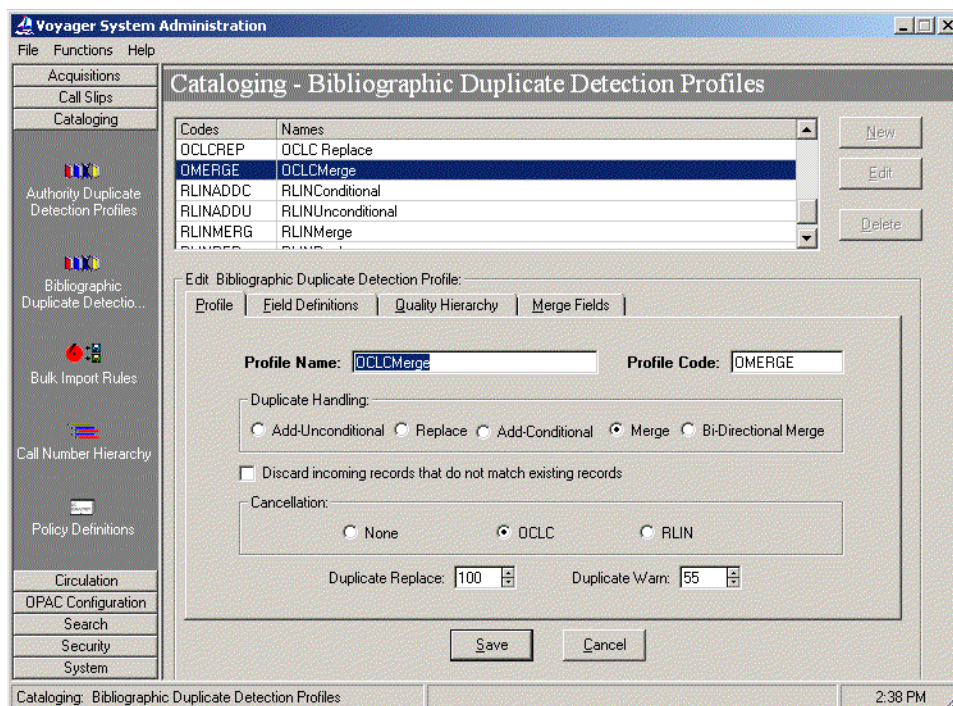 Voyager System Administration
File Functions Help
Acquisitions
Call Slips
Cataloging
Authority Duplicate
Detection Profiles
Bibliographic
Duplicate Detectio...
Bulk Import Rules
Call Number Hierarchy
Policy Definitions
Circulation
OPAC Configuration
Search
Security
System
Cataloging - Bibliographic Duplicate Detection Profiles
Codes Names
OCLCREP OCLC Replace
OMERGE OCLCMerge
RLINADDC RLINConditional
RLINADDU RLINUnconditional
RLINMERG RLINMerge
New
Edit
Delete
Edit Bibliographic Duplicate Detection Profile:
Profile Field Definitions Quality Hierarchy Merge Fields
Profile Name: OCLCMerge Profile Code: OMERGE
Duplicate Handling:
Add-Unconditional Replace Add-Conditional Merge Bi-Directional Merge
Discard incoming records that do not match existing records
Cancellation:
None OCLC RLIN
Duplicate Replace: 100 Duplicate Warn: 55
Save Cancel
Cataloging: Bibliographic Duplicate Detection Profiles 2:38 PM